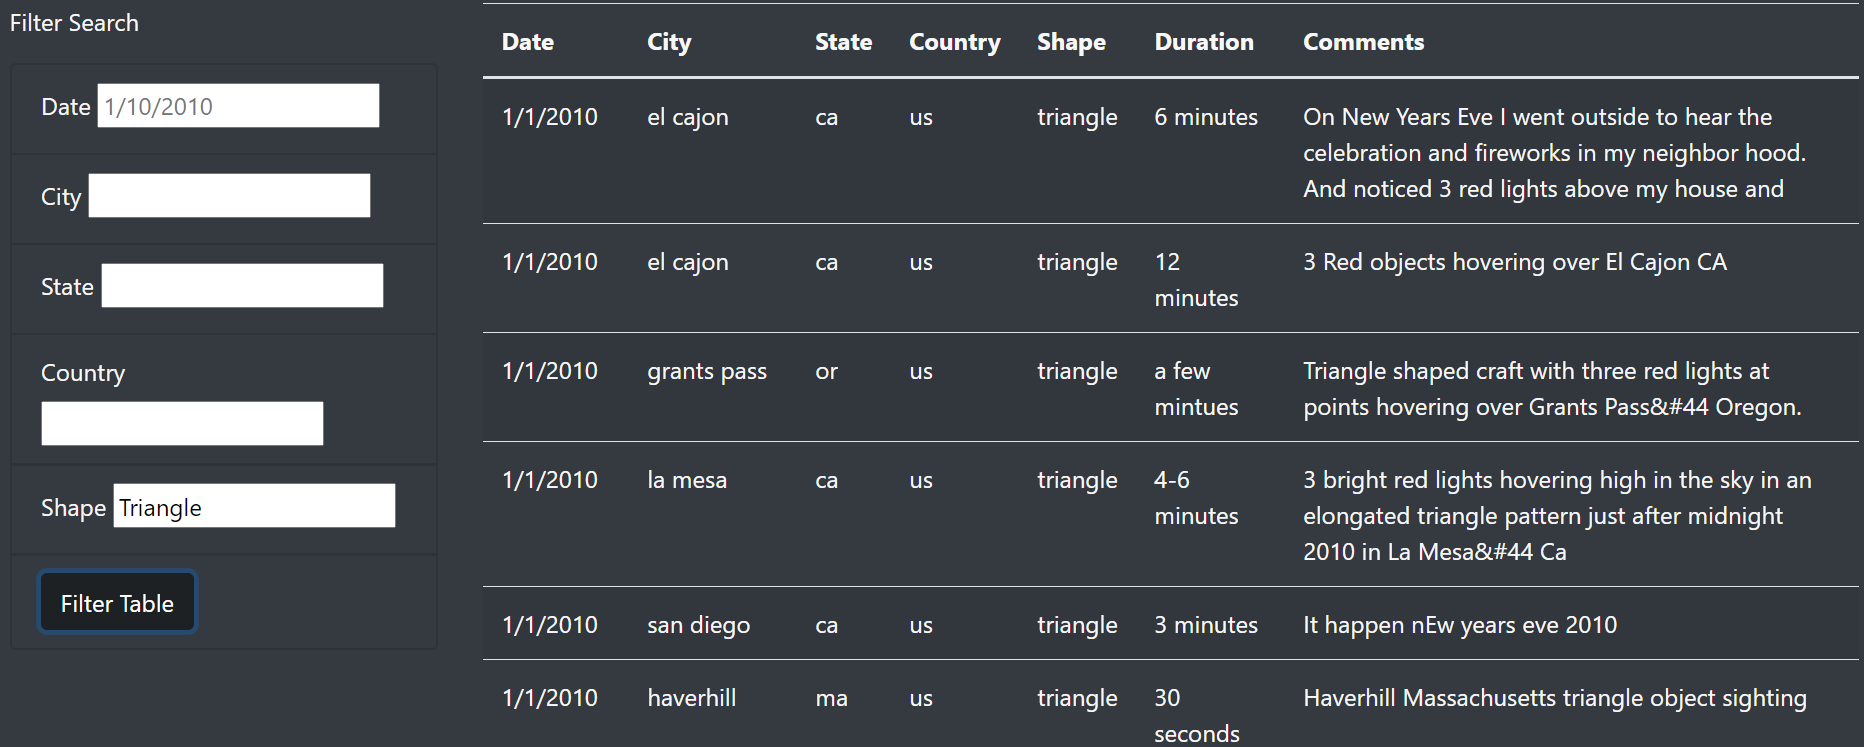 Filter Search
Date 1/10/2010
City
State
Country
Shape Triangle
Filter Table
Date City State Country Shape Duration Comments
1/1/2010 el cajon ca us triangle 6 minutes On New Years Eve I went outside to hear the
celebration and fireworks in my neighbor hood.
And noticed 3 red lights above my house and
1/1/2010 el cajon ca us triangle 12 3 Red objects hovering over El Cajon CA
minutes
1/1/2010 grants pass or us triangle a few Triangle shaped craft with three red lights at
mintues points hovering over Grants Pass&#44 Oregon.
1/1/2010 la mesa ca us triangle 4-6 3 bright red lights hovering high in the sky in an
minutes elongated triangle pattern just after midnight
2010 in La Mesa&#44 Ca
1/1/2010 san diego ca us triangle 3 minutes It happen nEw years eve 2010
1/1/2010 haverhill ma us triangle 30 Haverhill Massachusetts triangle object sighting
seconds